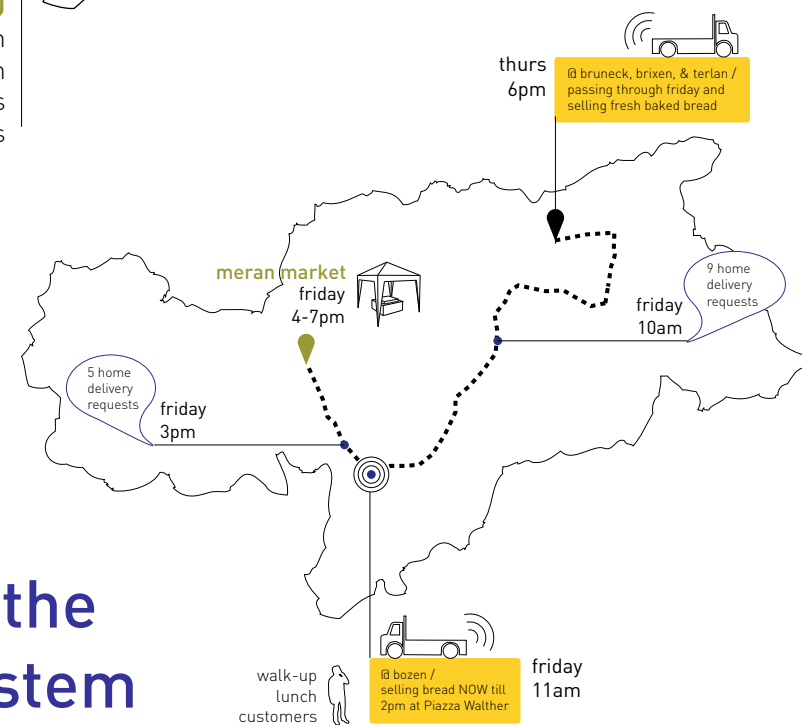 thurs
6pm
@ bruneck, brixen, & terlan /
passing through friday and
selling fresh baked bread
meran market
friday
4-7pm
9 home
delivery
requests
friday
10am
5 home
delivery
requests
friday
3pm
the
stem
walk-up
lunch
customers
@ bozen /
selling bread NOW till
2pm at Piazza Walther
friday
11am